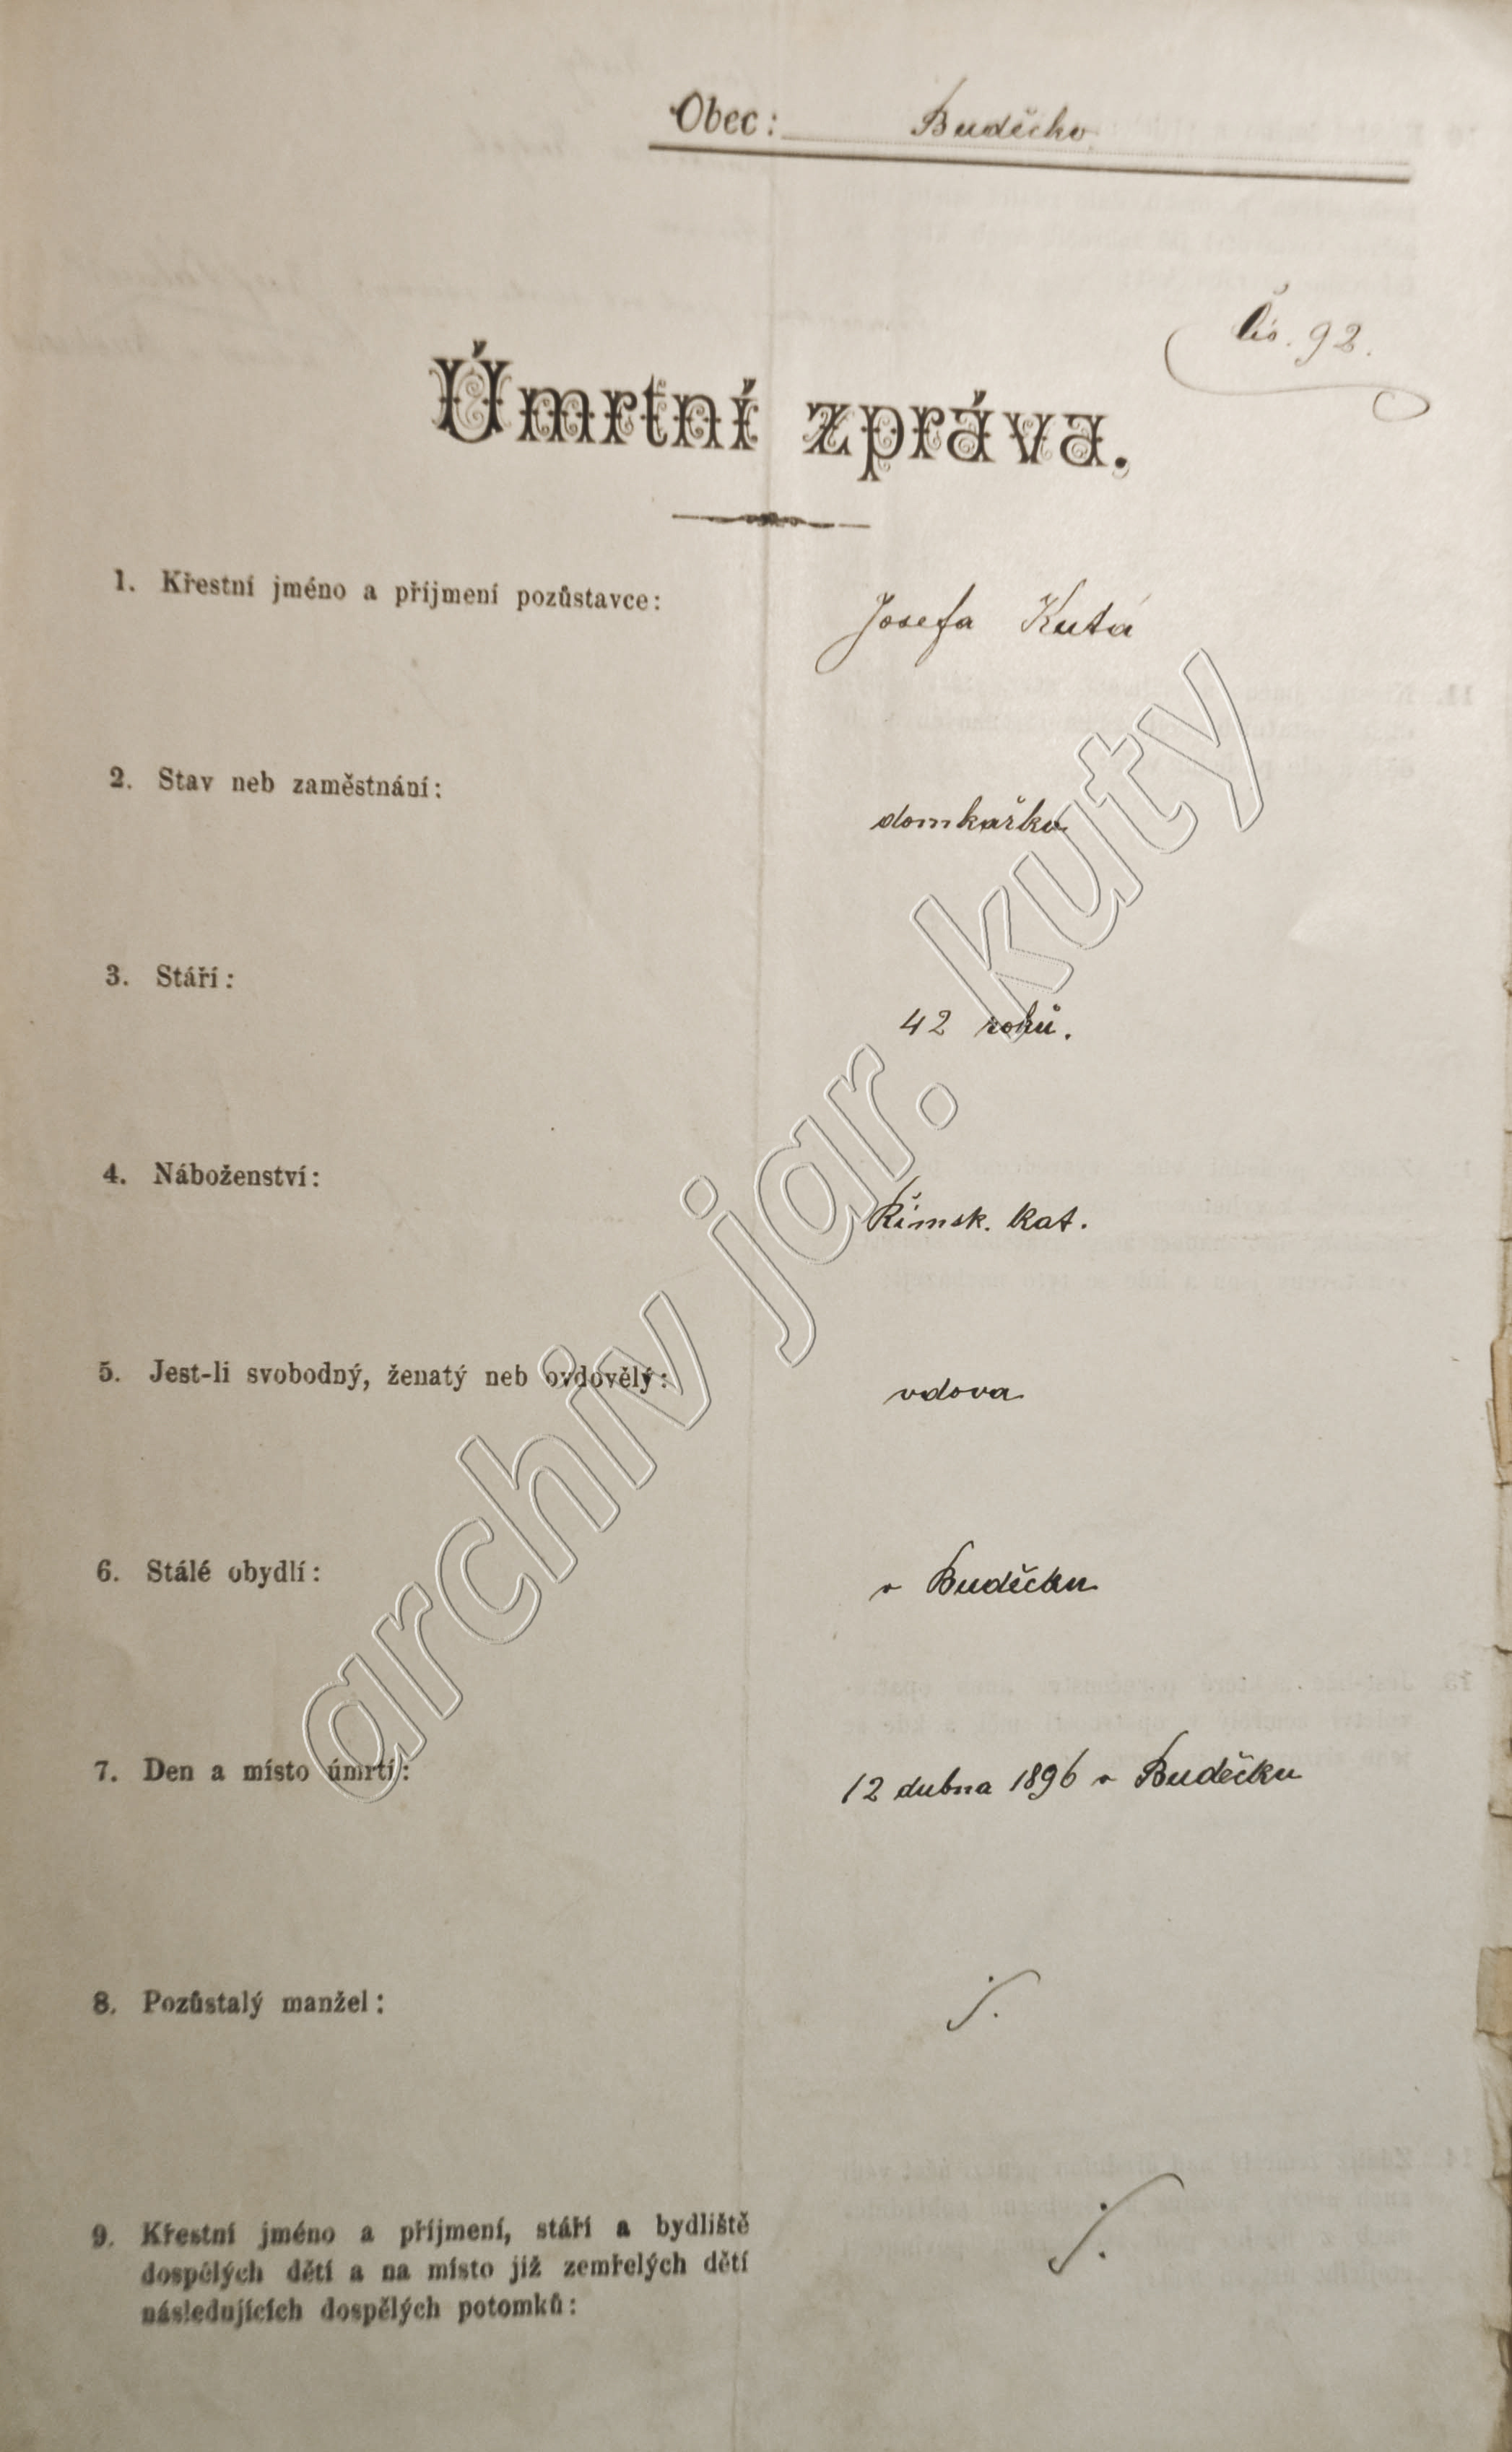 Obec: Buděčko
Čís. 92.
Úmrtní zpráva.
1. Křestní jméno a příjmení pozůstavce: Josefa Kutá
2. Stav neb zaměstnání: domkařka
3. Stáří: 42 roků.
4. Náboženství: Římsk. kat.
5. Jest-li svobodný, ženatý neb ovdovělý: vdova
6. Stálé obydlí: v Buděčku
7. Den a místo úmrtí: 12 dubna 1896 v Buděčku
8. Pozůstalý manžel: ·/.
9. Křestní jméno a příjmení, stáří a bydliště ·/.
dospělých dětí a na místo již zemřelých dětí
následujících dospělých potomků:
archiv jar. kuty